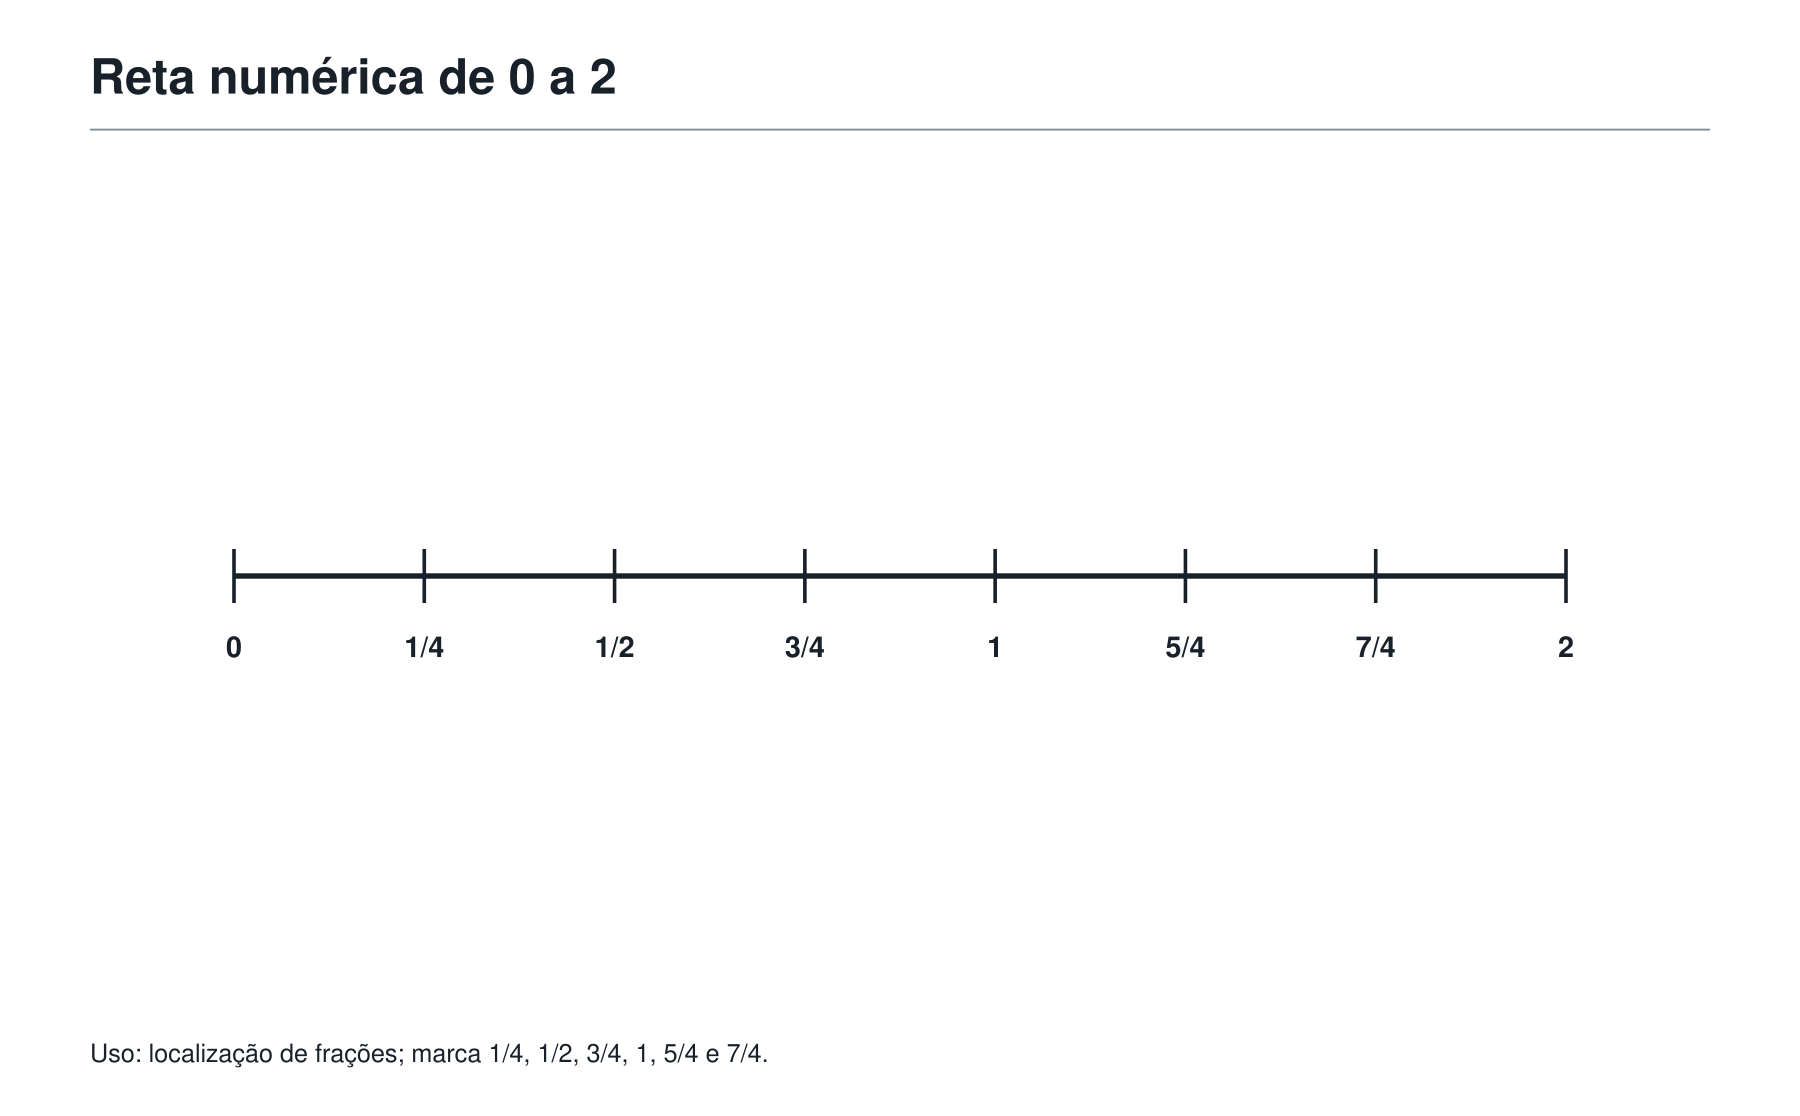 Reta numérica de 0 a 2
0 1/4 1/2 3/4 1 5/4 7/4 2
Uso: localização de frações; marca 1/4, 1/2, 3/4, 1, 5/4 e 7/4.